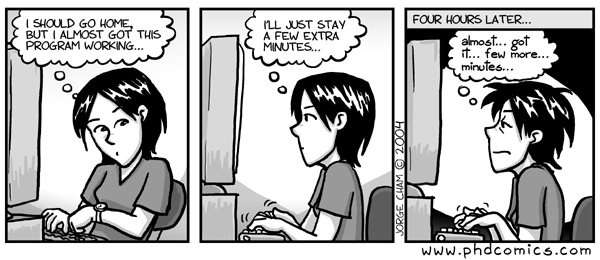 I SHOULD GO HOME,
BUT I ALMOST GOT THIS
PROGRAM WORKING...
I'LL JUST STAY
A FEW EXTRA
MINUTES...
FOUR HOURS LATER...
almost... got
it... few more...
minutes...
JORGE CHAM © 2004
www.phdcomics.com